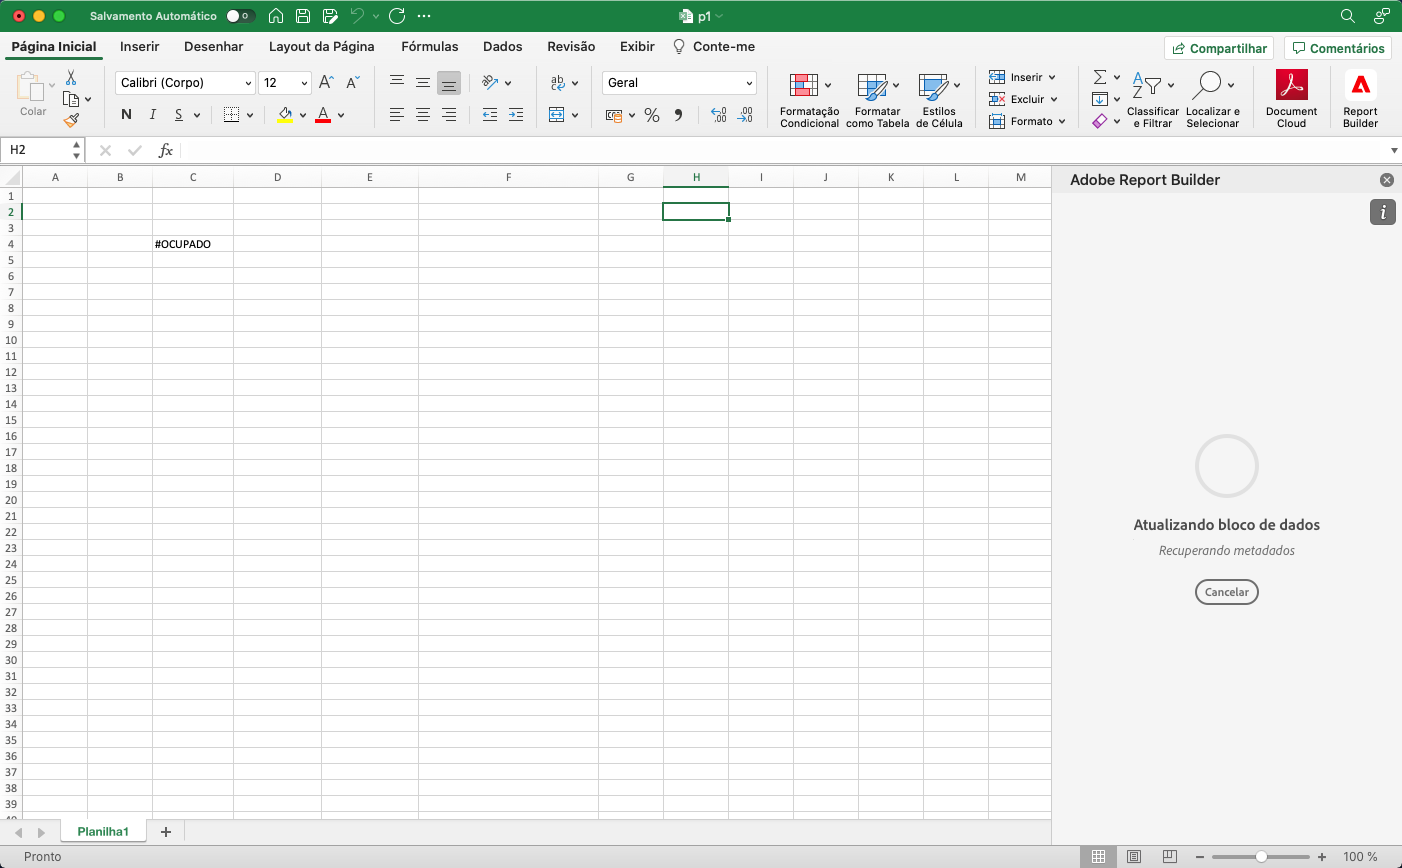 Salvamento Automático
p1
Página Inicial Inserir Desenhar Layout da Página Fórmulas Dados Revisão Exibir Conte-me Compartilhar Comentários
Colar
Calibri (Corpo) 12
N I S
ab
Geral
% 000
Formatação Condicional
Formatar como Tabela
Estilos de Célula
Inserir
Excluir
Formato
Classificar e Filtrar
Localizar e Selecionar
Document Cloud
Report Builder
H2 fx
A B C D E F G H I J K L M
1
2
3
4 #OCUPADO
5
6
7
8
9
10
11
12
13
14
15
16
17
18
19
20
21
22
23
24
25
26
27
28
29
30
31
32
33
34
35
36
37
38
39
Adobe Report Builder
i
Atualizando bloco de dados
Recuperando metadados
Cancelar
Planilha1 +
Pronto
100 %